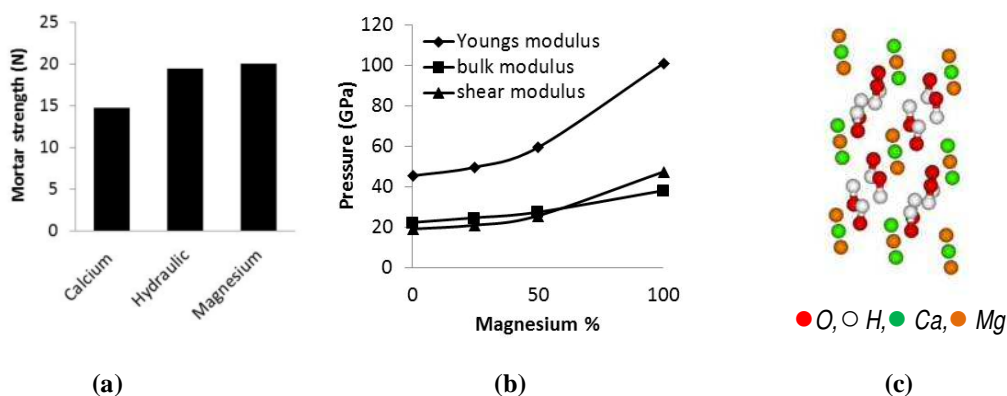 Mortar strength (N)
25
20
15
10
5
0
Calcium
Hydraulic
Magnesium
(a)
Pressure (GPa)
120
100
80
60
40
20
0
Youngs modulus
bulk modulus
shear modulus
0 50 100
Magnesium %
(b)
O, H, Ca, Mg
(c)